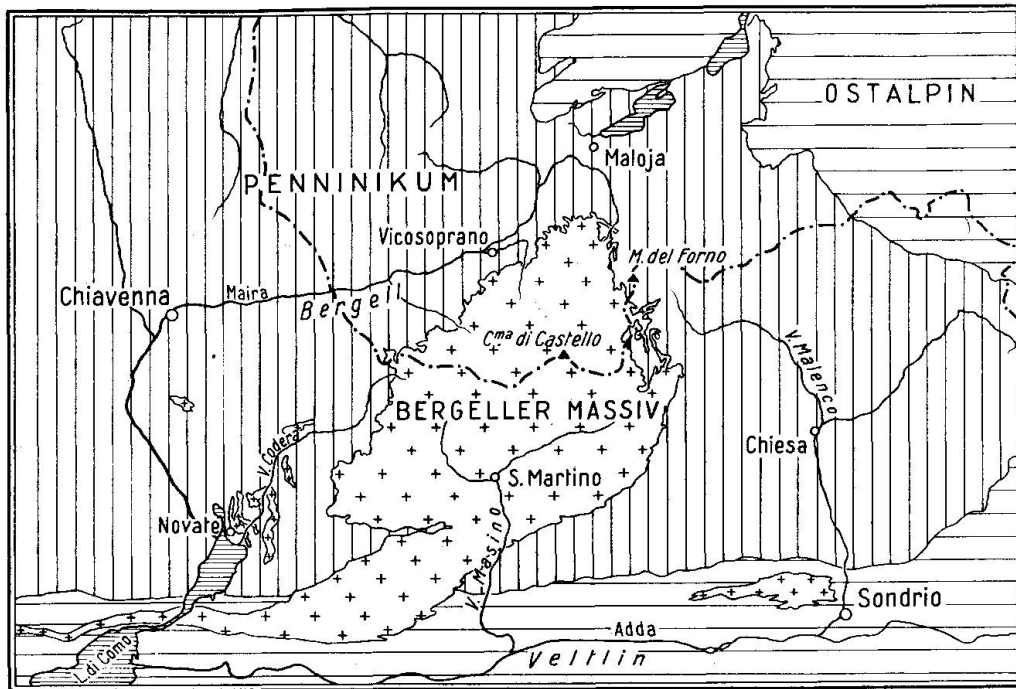 OSTALPIN
Maloja
PENNINIKUM
Vicosoprano
M. del Forno
Chiavenna
Maira
Bergell
Cma di Castello
V. Malenco
BERGELLER MASSIV
Chiesa
V. Codera
S. Martino
Novate
V. Masino
Sondrio
Adda
Veltlin
L. di Como